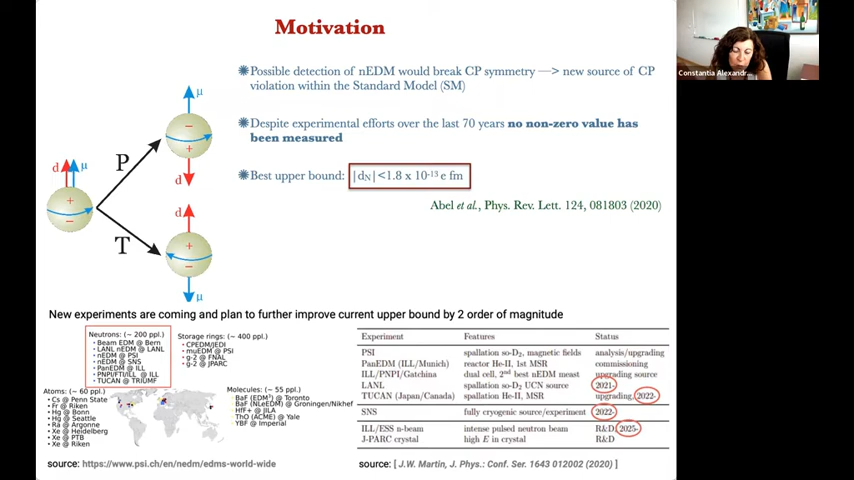 Motivation
Constantia Alexandr...
✺Possible detection of nEDM would break CP symmetry —> new source of CP
violation within the Standard Model (SM)
✺Despite experimental efforts over the last 70 years no non-zero value has
been measured
✺Best upper bound: |dN| <1.8 x 10-13 e fm
Abel et al., Phys. Rev. Lett. 124, 081803 (2020)
μ
−
+
d
P
d μ
+
−
T
d
+
−
μ
New experiments are coming and plan to further improve current upper bound by 2 order of magnitude
Neutrons: (~ 200 ppl.)
• Beam EDM @ Bern
• LANL nEDM @ LANL
• nEDM @ PSI
• nEDM @ SNS
• PanEDM @ ILL
• PNPI/FTI/ILL @ ILL
• TUCAN @ TRIUMF
Storage rings: (~ 400 ppl.)
• CPEDM/JEDI
• muEDM @ PSI
• g-2 @ FNAL
• g-2 @ JPARC
Atoms: (~ 60 ppl.)
• Cs @ Penn State
• Fr @ Riken
• Hg @ Bonn
• Hg @ Seattle
• Ra @ Argonne
• Xe @ Heidelberg
• Xe @ PTB
• Xe @ Riken
Molecules: (~ 55 ppl.)
• BaF (EDM³) @ Toronto
• BaF (NLeEDM) @ Groningen/Nikhef
• HfF+ @ JILA
• ThO (ACME) @ Yale
• YBF @ Imperial
source: https://www.psi.ch/en/nedm/edms-world-wide
Experiment Features Status
PSI spallation so-D2, magnetic fields analysis/upgrading
PanEDM (ILL/Munich) reactor He-II, 1st MSR commissioning
ILL/PNPI/Gatchina dual cell, 2nd best nEDM meast upgrading source
LANL spallation so-D2 UCN source 2021-
TUCAN (Japan/Canada) spallation He-II, MSR upgrading, 2022-
SNS fully cryogenic source/experiment 2022-
ILL/ESS n-beam intense pulsed neutron beam R&D, 2025-
J-PARC crystal high E in crystal R&D
source: [ J.W. Martin, J. Phys.: Conf. Ser. 1643 012002 (2020) ]